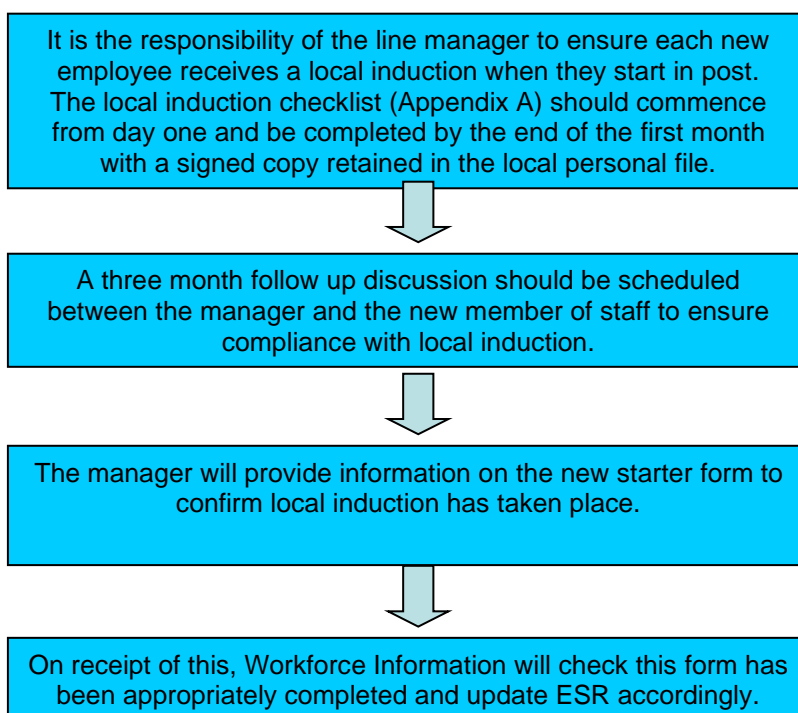 It is the responsibility of the line manager to ensure each new
employee receives a local induction when they start in post.
The local induction checklist (Appendix A) should commence
from day one and be completed by the end of the first month
with a signed copy retained in the local personal file.
A three month follow up discussion should be scheduled
between the manager and the new member of staff to ensure
compliance with local induction.
The manager will provide information on the new starter form to
confirm local induction has taken place.
On receipt of this, Workforce Information will check this form has
been appropriately completed and update ESR accordingly.